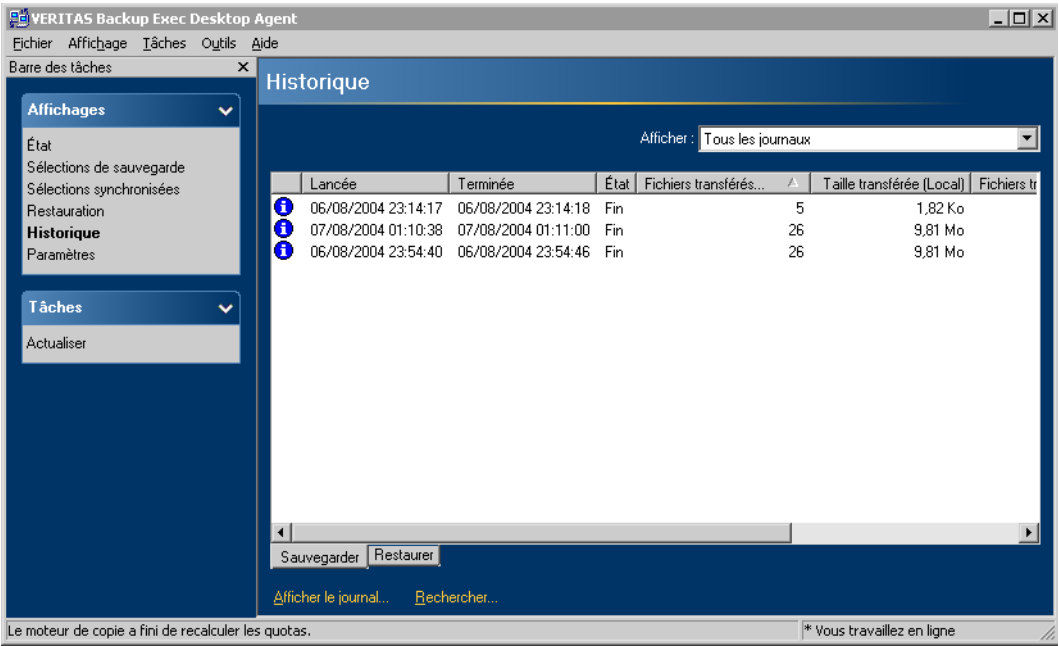 VERITAS Backup Exec Desktop Agent
Fichier Affichage Tâches Outils Aide
Barre des tâches
Affichages
État
Sélections de sauvegarde
Sélections synchronisées
Restauration
Historique
Paramètres
Tâches
Actualiser
Historique
Afficher : Tous les journaux
Lancée Terminée État Fichiers transférés... Taille transférée (Local) Fichiers tr
06/08/2004 23:14:17 06/08/2004 23:14:18 Fin 5 1,82 Ko
07/08/2004 01:10:38 07/08/2004 01:11:00 Fin 26 9,81 Mo
06/08/2004 23:54:40 06/08/2004 23:54:46 Fin 26 9,81 Mo
Sauvegarder Restaurer
Afficher le journal... Rechercher...
Le moteur de copie a fini de recalculer les quotas. * Vous travaillez en ligne